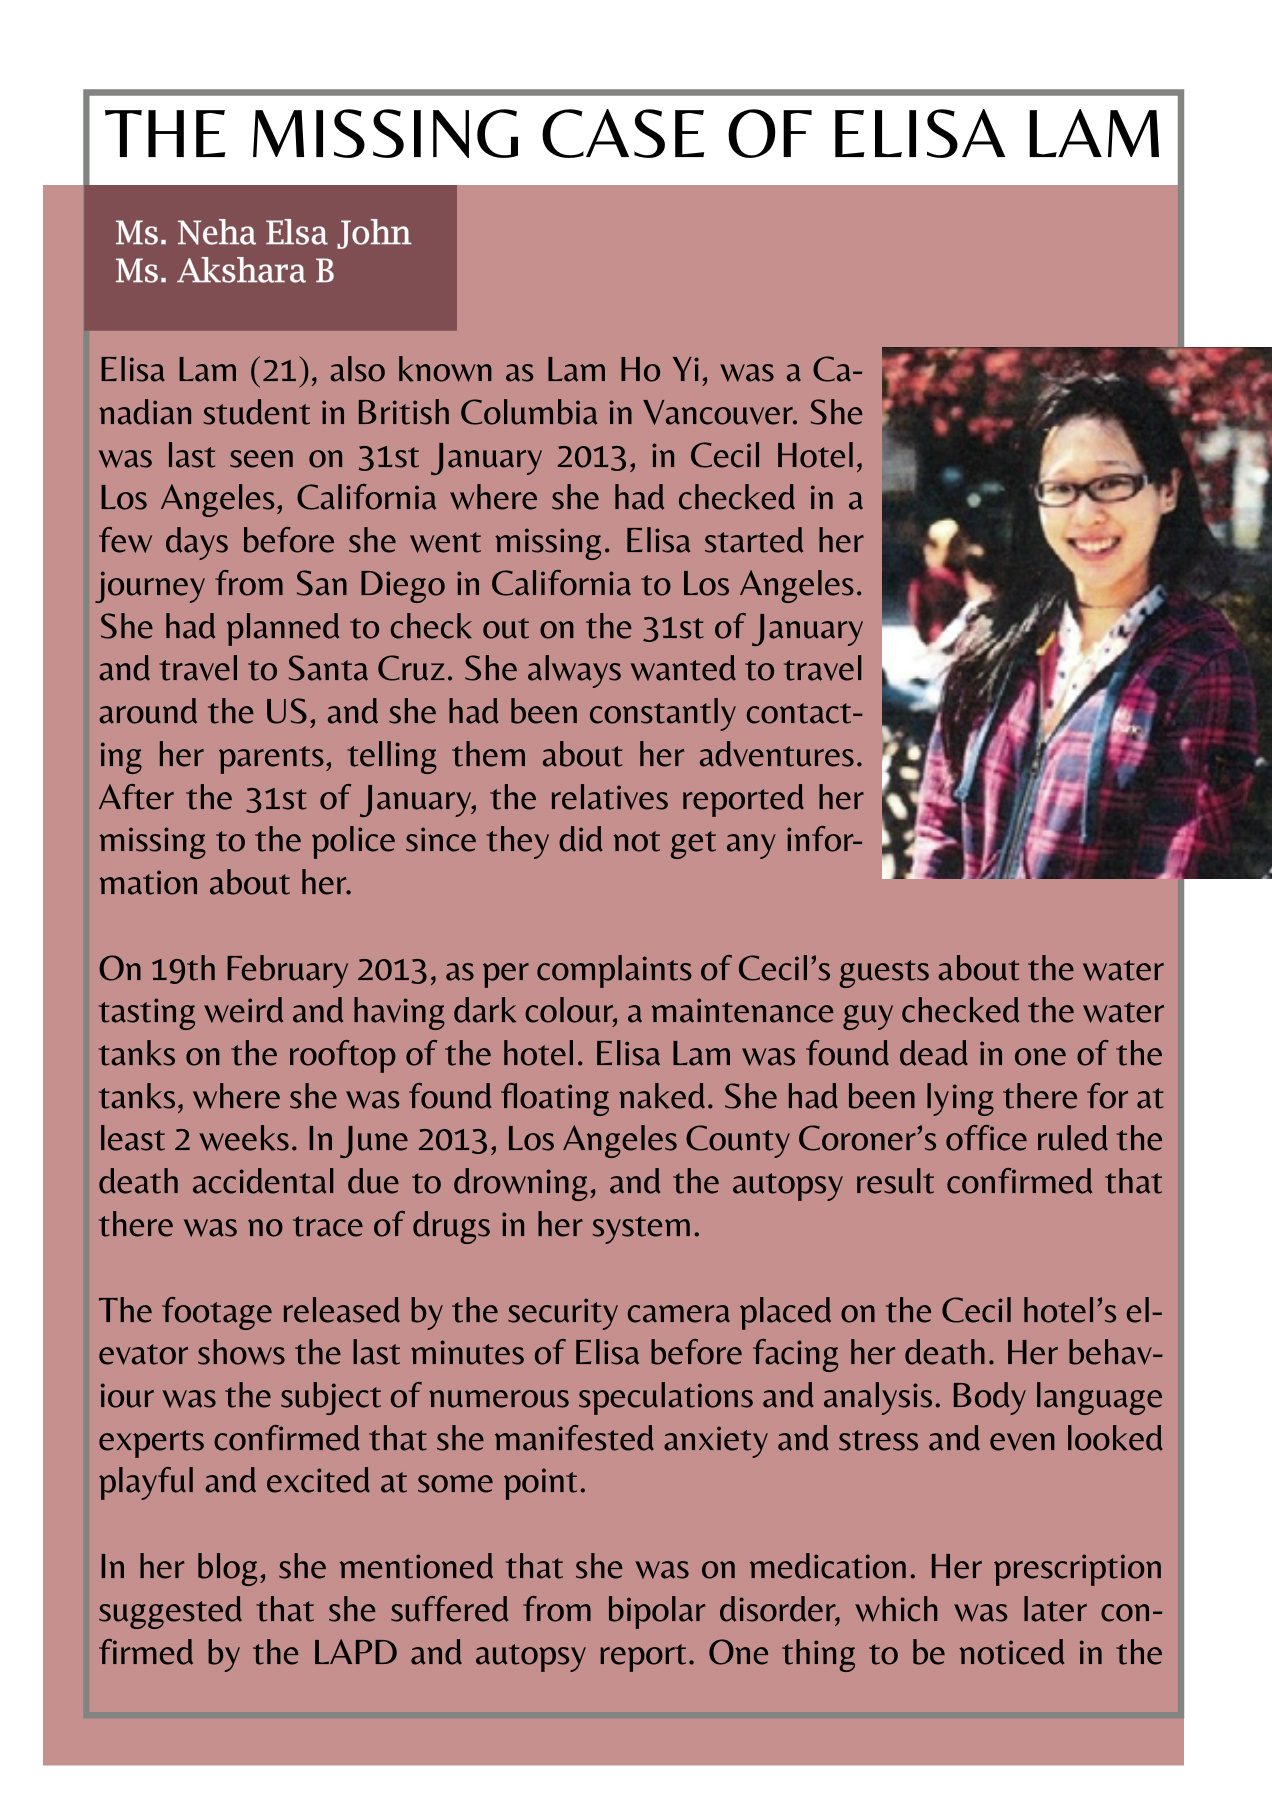 THE MISSING CASE OF ELISA LAM
Ms. Neha Elsa John
Ms. Akshara B
Elisa Lam (21), also known as Lam Ho Yi, was a Ca-
nadian student in British Columbia in Vancouver. She
was last seen on 31st January 2013, in Cecil Hotel,
Los Angeles, California where she had checked in a
few days before she went missing. Elisa started her
journey from San Diego in California to Los Angeles.
She had planned to check out on the 31st of January
and travel to Santa Cruz. She always wanted to travel
around the US, and she had been constantly contact-
ing her parents, telling them about her adventures.
After the 31st of January, the relatives reported her
missing to the police since they did not get any infor-
mation about her.
On 19th February 2013, as per complaints of Cecil’s guests about the water
tasting weird and having dark colour, a maintenance guy checked the water
tanks on the rooftop of the hotel. Elisa Lam was found dead in one of the
tanks, where she was found floating naked. She had been lying there for at
least 2 weeks. In June 2013, Los Angeles County Coroner’s office ruled the
death accidental due to drowning, and the autopsy result confirmed that
there was no trace of drugs in her system.
The footage released by the security camera placed on the Cecil hotel’s el-
evator shows the last minutes of Elisa before facing her death. Her behav-
iour was the subject of numerous speculations and analysis. Body language
experts confirmed that she manifested anxiety and stress and even looked
playful and excited at some point.
In her blog, she mentioned that she was on medication. Her prescription
suggested that she suffered from bipolar disorder, which was later con-
firmed by the LAPD and autopsy report. One thing to be noticed in the